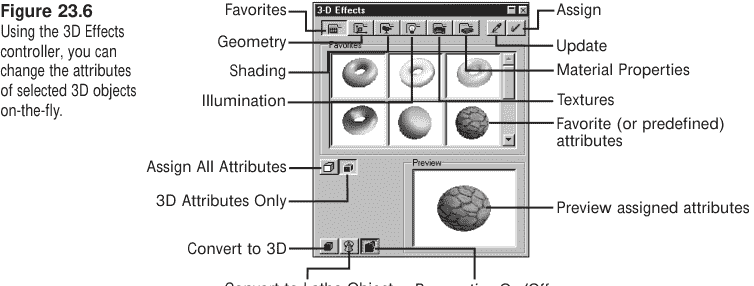 Figure 23.6
Using the 3D Effects
controller, you can
change the attributes
of selected 3D objects
on-the-fly.
Favorites
Geometry
Shading
Illumination
Assign All Attributes
3D Attributes Only
Convert to 3D
3-D Effects
Favorites
Preview
Assign
Update
Material Properties
Textures
Favorite (or predefined)
attributes
Preview assigned attributes
Convert to Lathe Object
On/Off